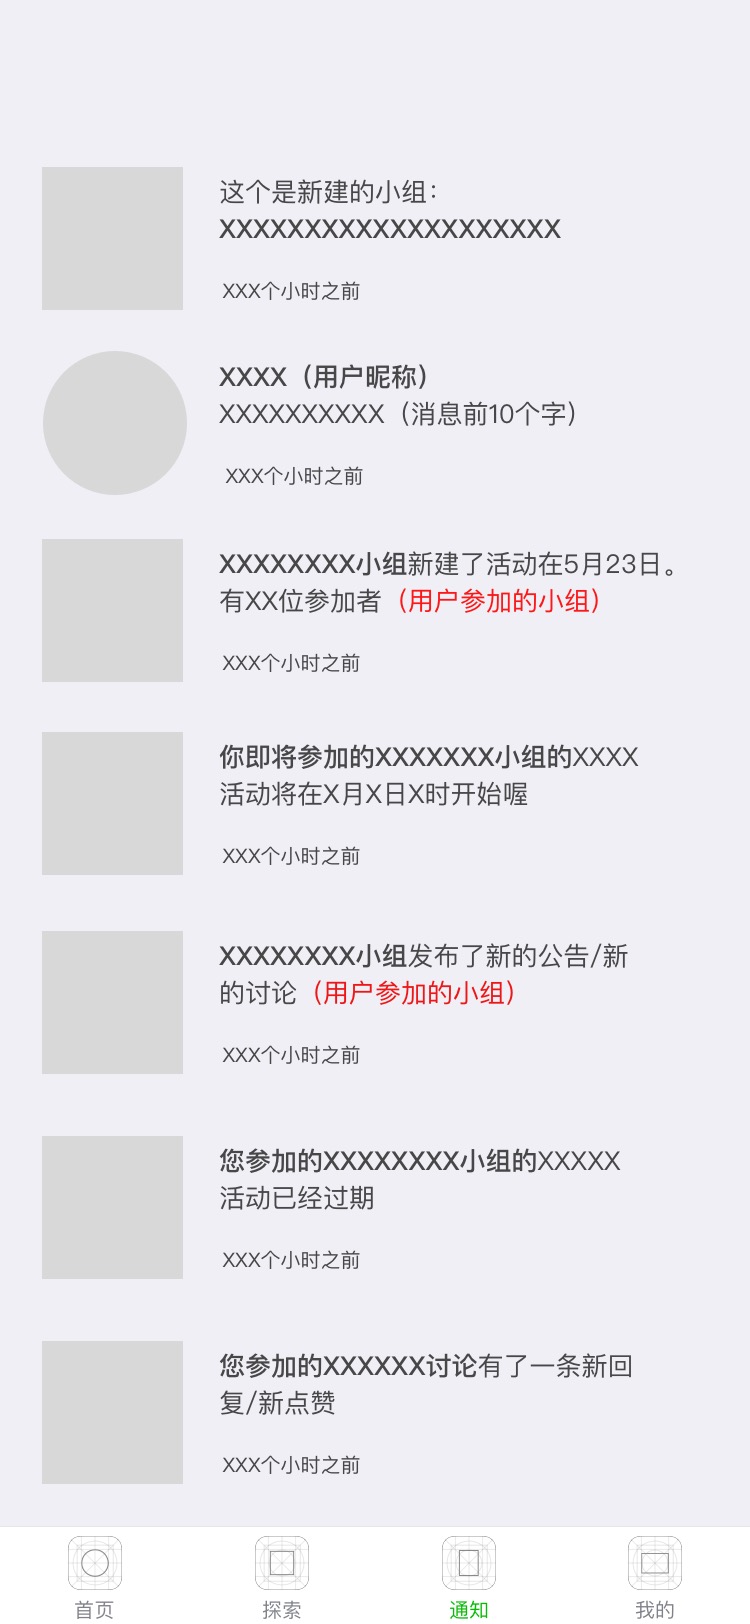 这个是新建的小组：
XXXXXXXXXXXXXXXXXXXX
XXX个小时之前
XXXX（用户昵称）
XXXXXXXXXX（消息前10个字）
XXX个小时之前
XXXXXXXX小组新建了活动在5月23日。
有XX位参加者（用户参加的小组）
XXX个小时之前
你即将参加的XXXXXXX小组的XXXX
活动将在X月X日X时开始喔
XXX个小时之前
XXXXXXXX小组发布了新的公告/新
的讨论（用户参加的小组）
XXX个小时之前
您参加的XXXXXXXX小组的XXXXX
活动已经过期
XXX个小时之前
您参加的XXXXXX讨论有了一条新回
复/新点赞
XXX个小时之前
首页 探索 通知 我的